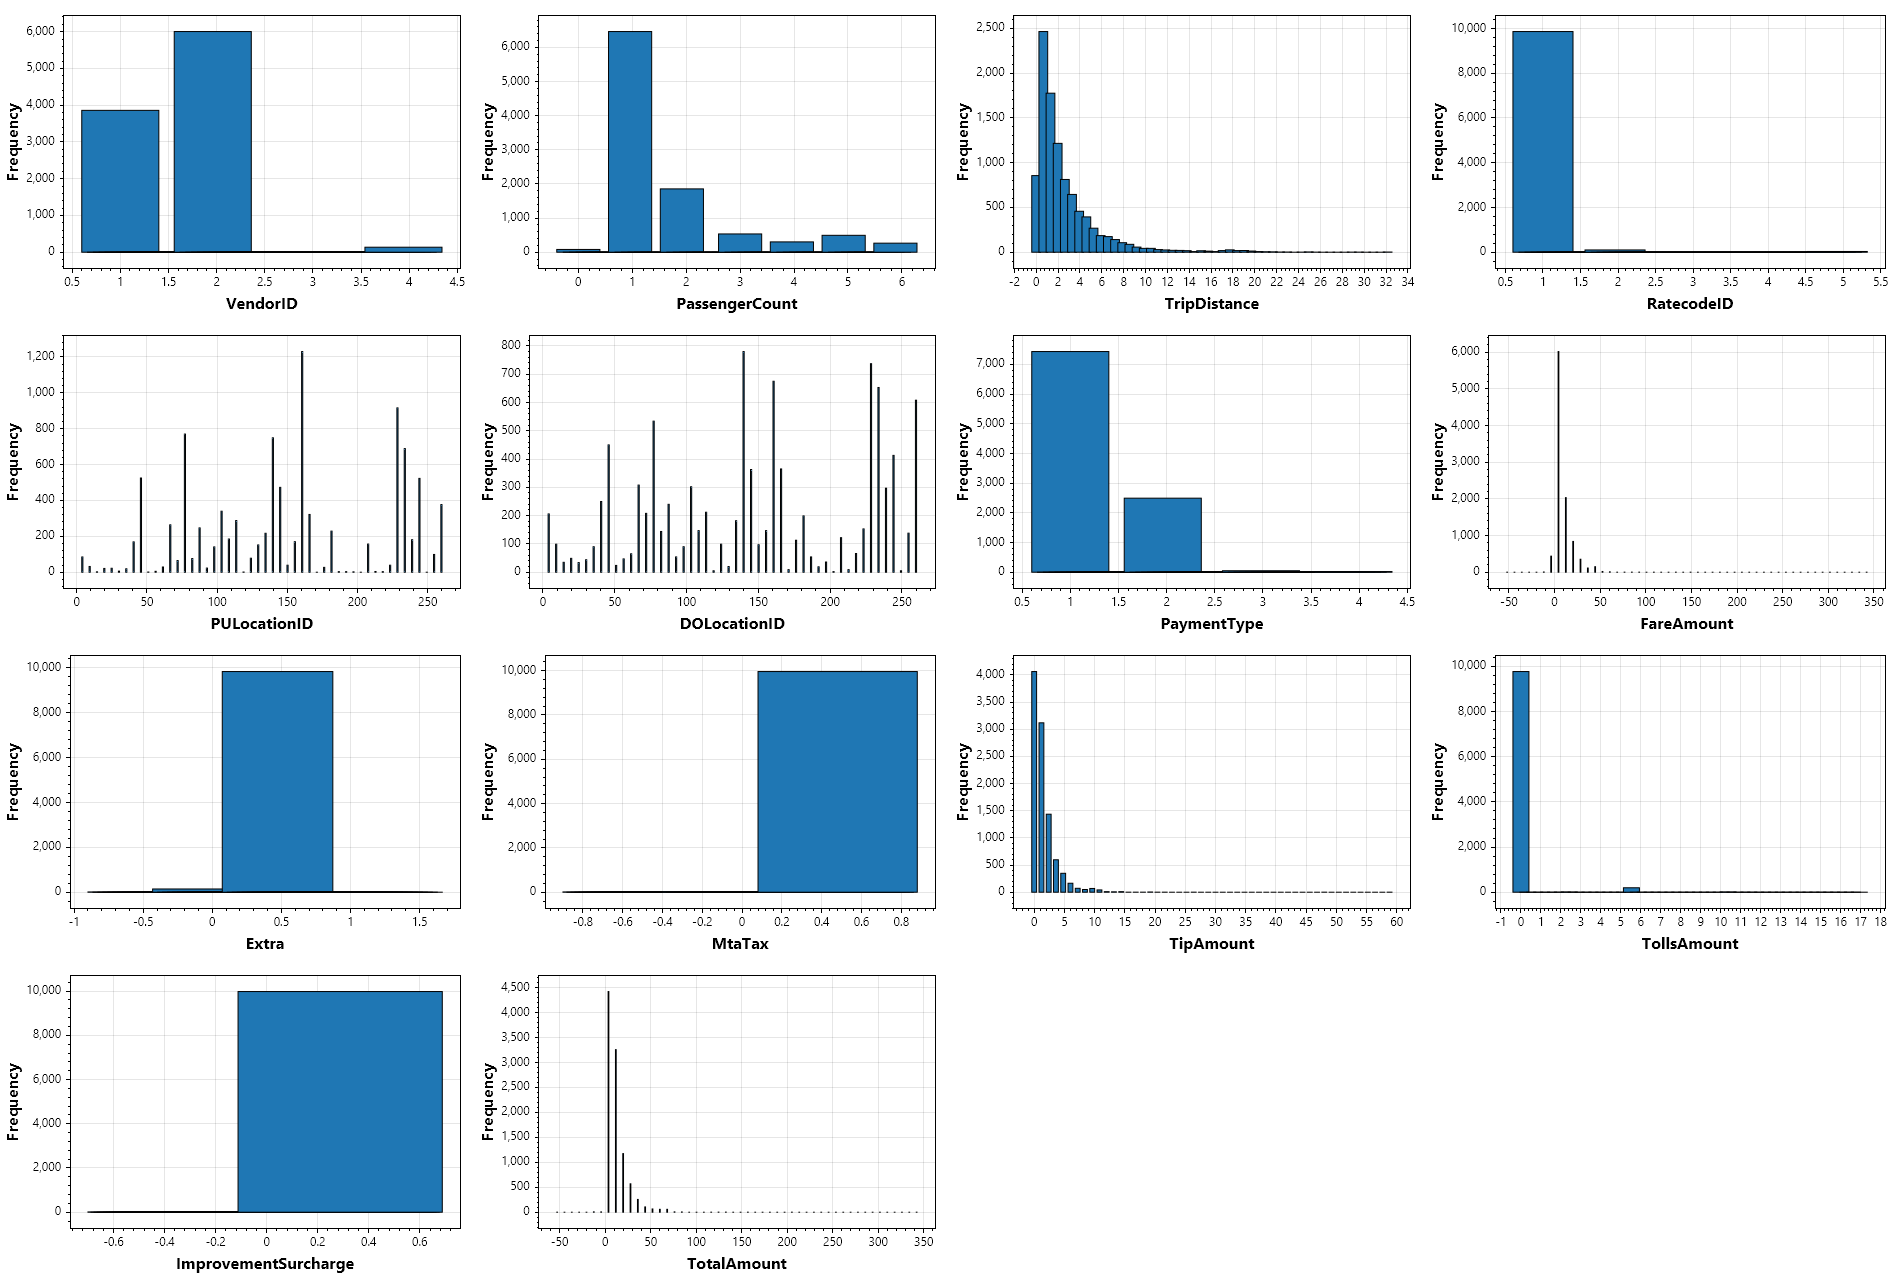 6,000
5,000
4,000
3,000
2,000
1,000
0
Frequency
0.5 1 1.5 2 2.5 3 3.5 4 4.5
VendorID
6,000
5,000
4,000
3,000
2,000
1,000
0
Frequency
0 1 2 3 4 5 6
PassengerCount
2,500
2,000
1,500
1,000
500
0
Frequency
-2 0 2 4 6 8 10 12 14 16 18 20 22 24 26 28 30 32 34
TripDistance
10,000
8,000
6,000
4,000
2,000
0
Frequency
0.5 1 1.5 2 2.5 3 3.5 4 4.5 5 5.5
RatecodeID
1,200
1,000
800
600
400
200
0
Frequency
0 50 100 150 200 250
PULocationID
800
700
600
500
400
300
200
100
0
Frequency
0 50 100 150 200 250
DOLocationID
7,000
6,000
5,000
4,000
3,000
2,000
1,000
0
Frequency
0.5 1 1.5 2 2.5 3 3.5 4 4.5
PaymentType
6,000
5,000
4,000
3,000
2,000
1,000
0
Frequency
-50 0 50 100 150 200 250 300 350
FareAmount
10,000
8,000
6,000
4,000
2,000
0
Frequency
-1 -0.5 0 0.5 1 1.5
Extra
10,000
8,000
6,000
4,000
2,000
0
Frequency
-0.8 -0.6 -0.4 -0.2 0 0.2 0.4 0.6 0.8
MtaTax
4,000
3,500
3,000
2,500
2,000
1,500
1,000
500
0
Frequency
0 5 10 15 20 25 30 35 40 45 50 55 60
TipAmount
10,000
8,000
6,000
4,000
2,000
0
Frequency
-1 0 1 2 3 4 5 6 7 8 9 10 11 12 13 14 15 16 17 18
TollsAmount
10,000
8,000
6,000
4,000
2,000
0
Frequency
-0.6 -0.4 -0.2 0 0.2 0.4 0.6
ImprovementSurcharge
4,500
4,000
3,500
3,000
2,500
2,000
1,500
1,000
500
0
Frequency
-50 0 50 100 150 200 250 300 350
TotalAmount